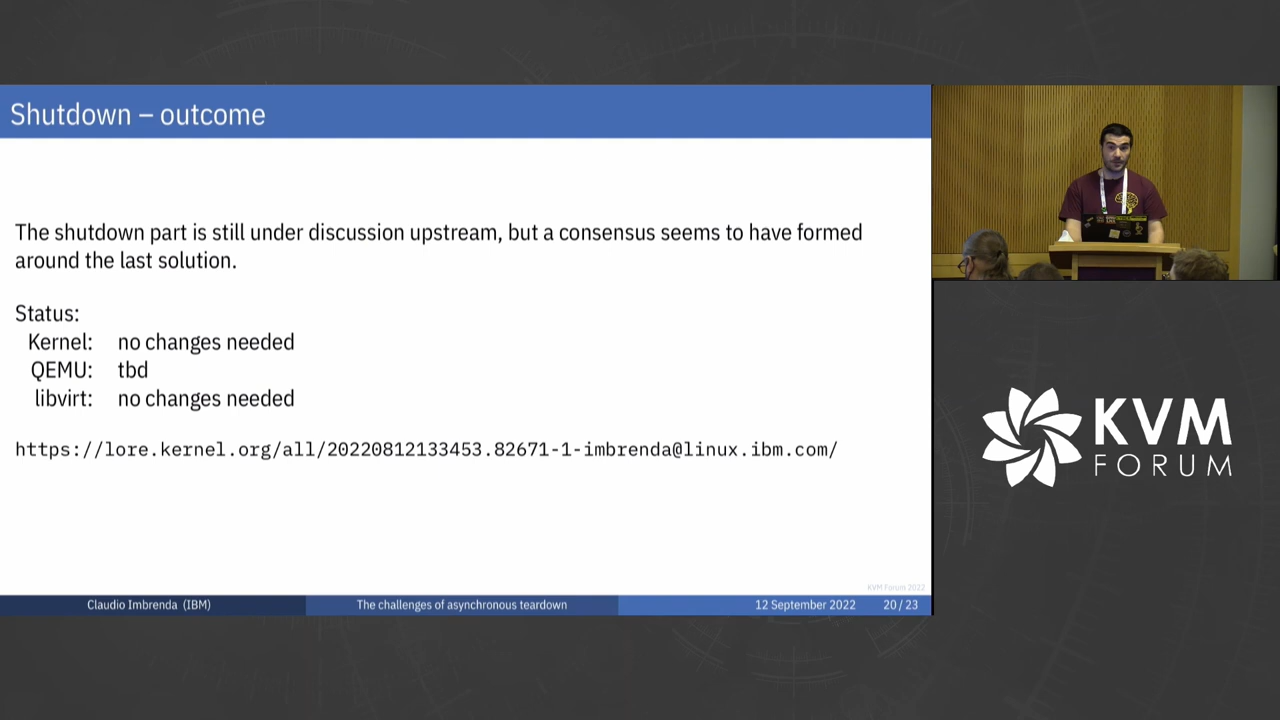 Shutdown – outcome
The shutdown part is still under discussion upstream, but a consensus seems to have formed
around the last solution.
Status:
Kernel: no changes needed
QEMU: tbd
libvirt: no changes needed
https://lore.kernel.org/all/20220812133453.82671-1-imbrenda@linux.ibm.com/
KVM Forum 2022
Claudio Imbrenda (IBM) The challenges of asynchronous teardown 12 September 2022 20 / 23
KVM
FORUM